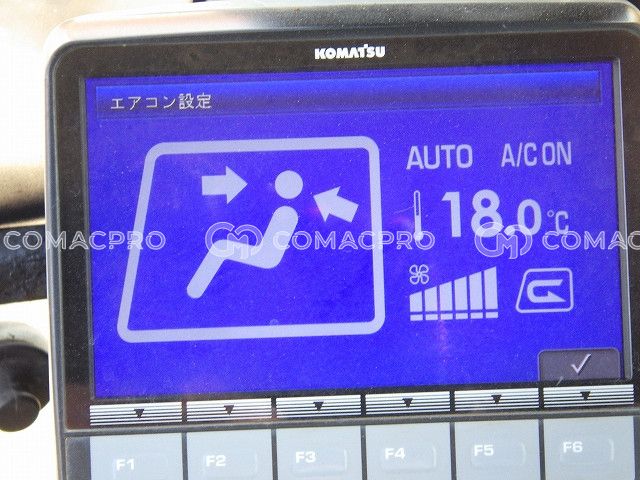 KOMATSU
エアコン設定
AUTO A/C ON
18.0 ℃
COMACPRO COMACPRO COMAC
F1 F2 F3 F4 F5 F6